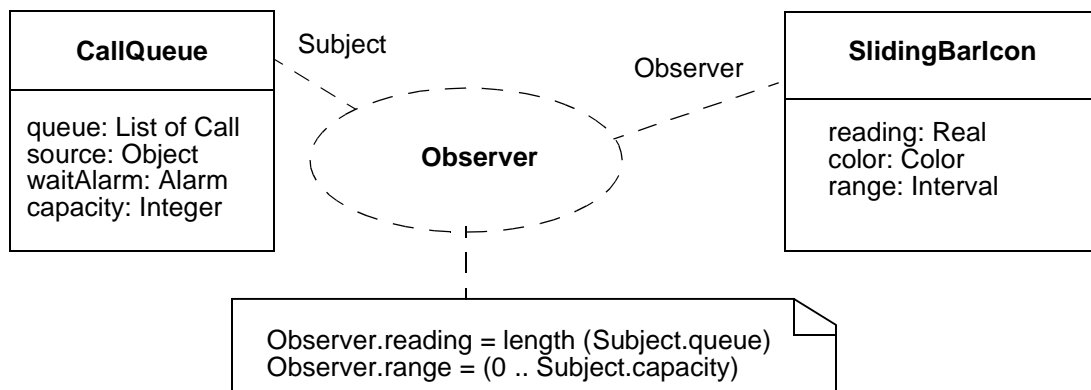 CallQueue
queue: List of Call
source: Object
waitAlarm: Alarm
capacity: Integer
Subject
Observer
Observer
SlidingBarIcon
reading: Real
color: Color
range: Interval
Observer.reading = length (Subject.queue)
Observer.range = (0 .. Subject.capacity)